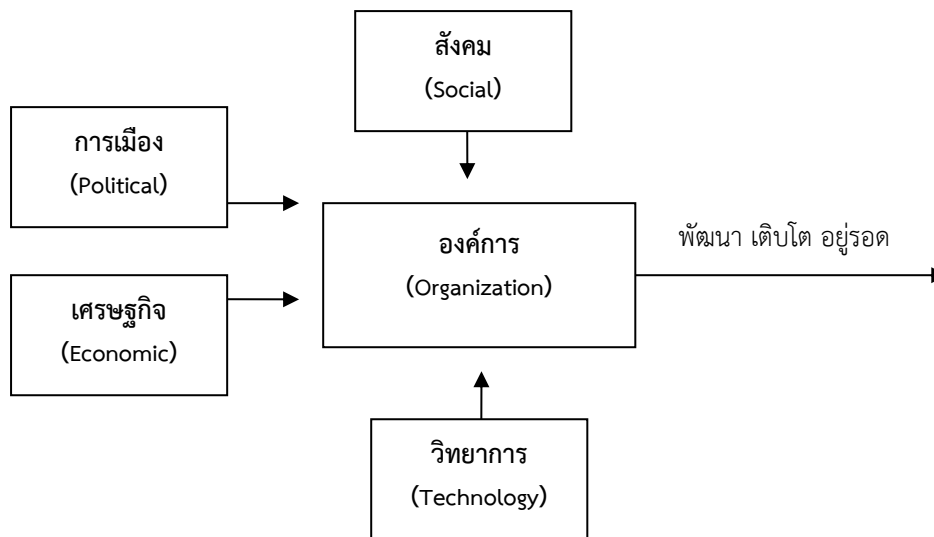 สังคม
(Social)
การเมือง
(Political)
องค์การ
(Organization)
พัฒนา เติบโต อยู่รอด
เศรษฐกิจ
(Economic)
วิทยาการ
(Technology)